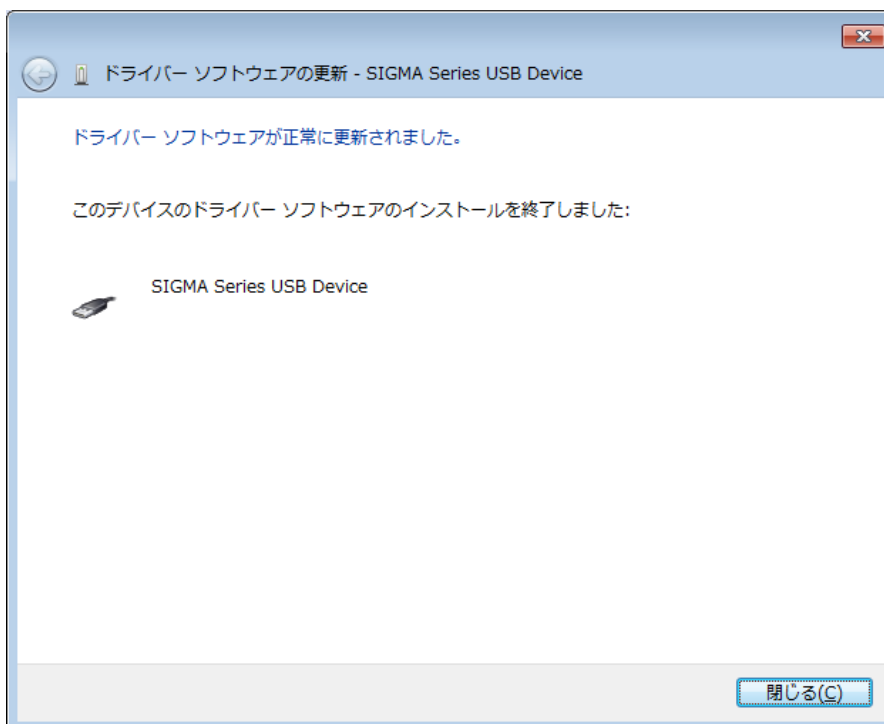 ドライバー ソフトウェアの更新 - SIGMA Series USB Device
ドライバー ソフトウェアが正常に更新されました。
このデバイスのドライバー ソフトウェアのインストールを終了しました:
SIGMA Series USB Device
閉じる(C)